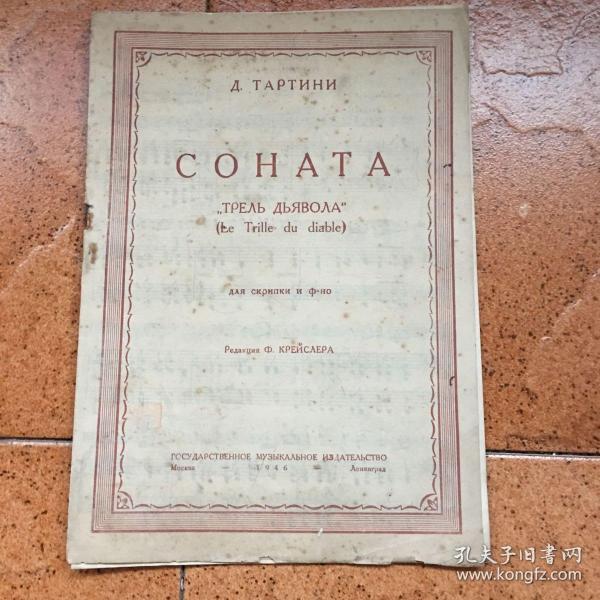 Д. ТАРТИНИ
СОНАТА
„ТРЕЛЬ ДЬЯВОЛА“
(Le Trille du diable)
для скрипки и ф-но
Редакция Ф. КРЕЙСЛЕРА
ГОСУДАРСТВЕННОЕ МУЗЫКАЛЬНОЕ ИЗДАТЕЛЬСТВО
Москва — 1946 — Ленинград
孔夫子旧书网
www.kongfz.com